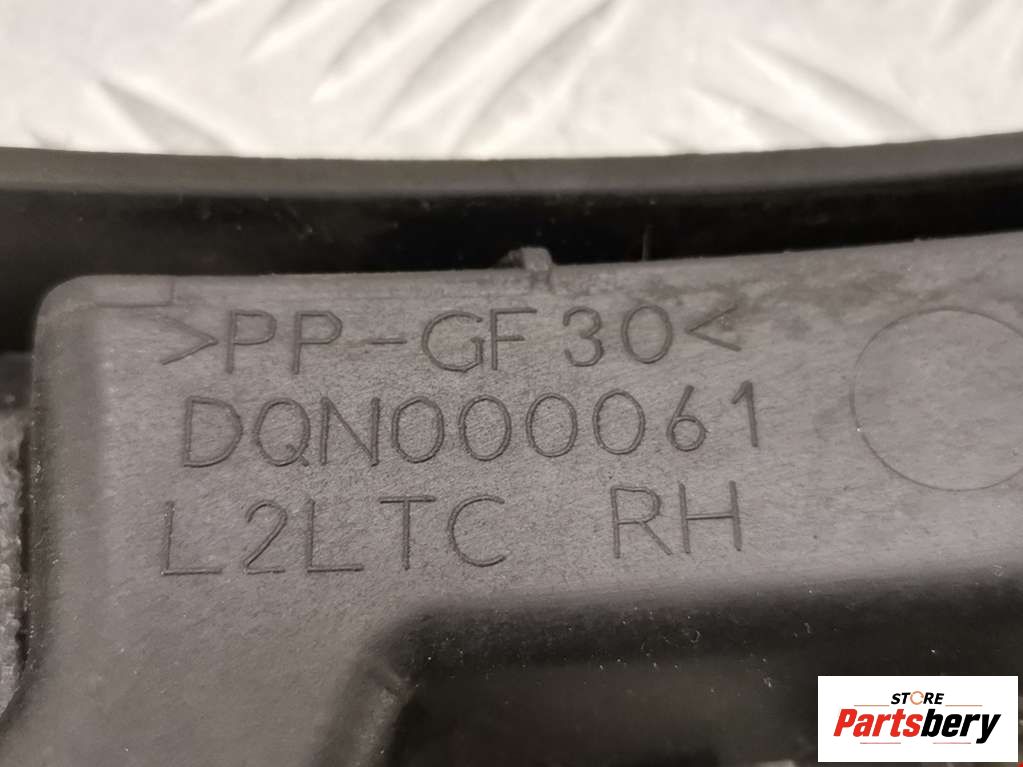 >PP-GF30<
DQN000061
L2LTC RH
STORE
Partsbery